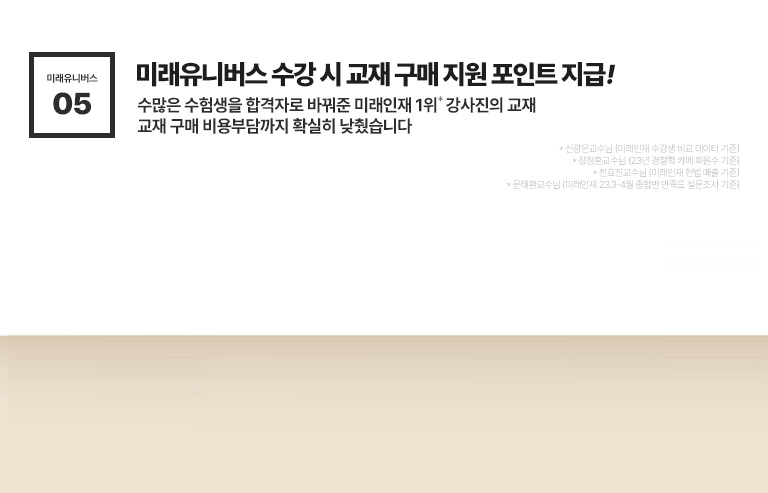 미래유니버스
05
미래유니버스 수강 시 교재 구매 지원 포인트 지급!
수많은 수험생을 합격자로 바꿔준 미래인재 1위* 강사진의 교재
교재 구매 비용부담까지 확실히 낮췄습니다
* 신광은교수님 (미래인재 수강생 비교 데이터 기준)
* 장정훈교수님 (23년 경찰학 카페 회원수 기준)
* 전효진교수님 (미래인재 헌법 매출 기준)
* 문태환교수님 (미래인재 23.3-4월 종합반 만족도 설문조사 기준)